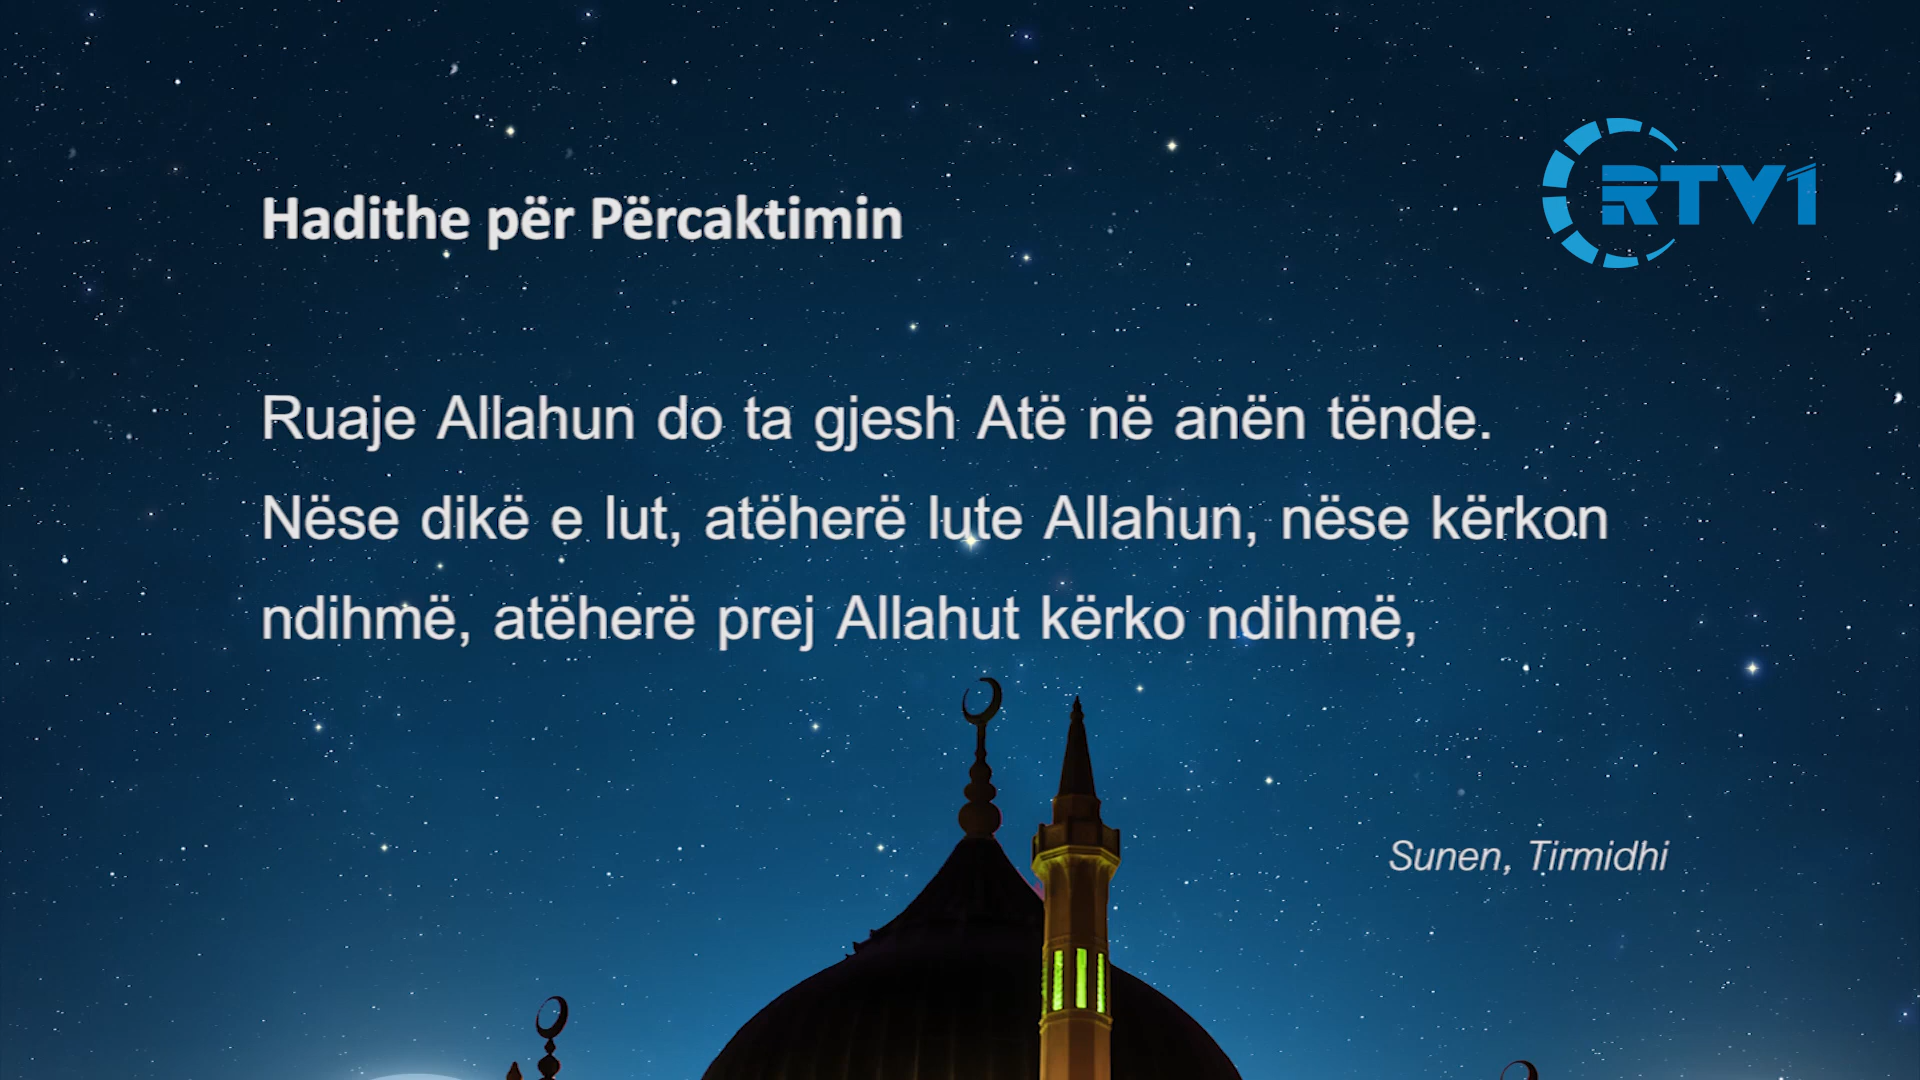 RTV1
Hadithe për Përcaktimin
Ruaje Allahun do ta gjesh Atë në anën tënde.
Nëse dikë e lut, atëherë lute Allahun, nëse kërkon
ndihmë, atëherë prej Allahut kërko ndihmë,
Sunen, Tirmidhi